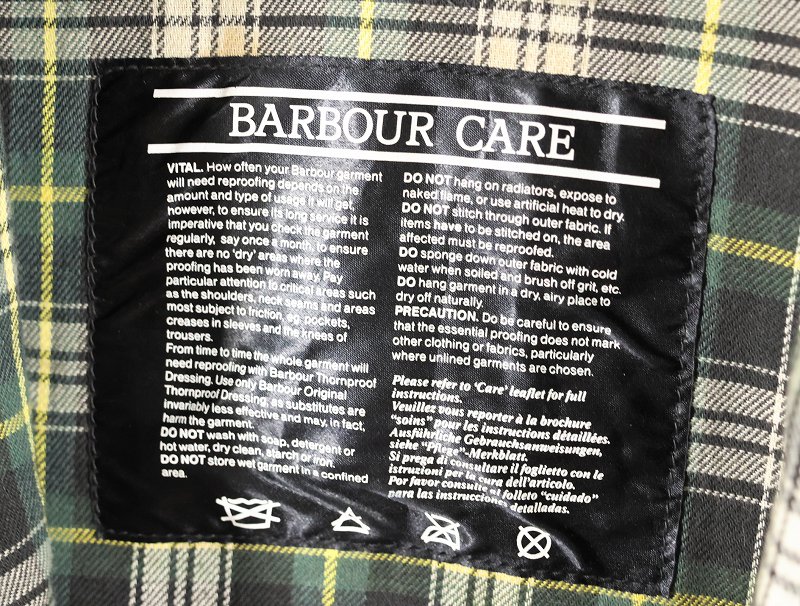 BARBOUR CARE
VITAL. How often your Barbour garment
will need reproofing depends on the
amount and type of usage it will get,
however, to ensure its long service it is
imperative that you check the garment
regularly, say once a month, to ensure
there are no 'dry' areas where the
proofing has been worn away. Pay
particular attention to critical areas such
as the shoulders, neck seams and areas
most subject to friction, eg. pockets,
creases in sleeves and the knees of
trousers.
From time to time the whole garment will
need reproofing with Barbour Thornproof
Dressing. Use only Barbour Original
Thornproof Dressing, as substitutes are
invariably less effective and may, in fact,
harm the garment.
DO NOT wash with soap, detergent or
hot water, dry clean, starch or iron.
DO NOT store wet garment in a confined
area.
DO NOT hang on radiators, expose to
naked flame, or use artificial heat to dry.
DO NOT stitch through outer fabric. If
items have to be stitched on, the area
affected must be reproofed.
DO sponge down outer fabric with cold
water when soiled and brush off grit, etc.
DO hang garment in a dry, airy place to
dry off naturally.
PRECAUTION. Do be careful to ensure
that the essential proofing does not mark
other clothing or fabrics, particularly
where unlined garments are chosen.
Please refer to 'Care' leaflet for full
instructions.
Veuillez vous reporter à la brochure
"soins" pour les instructions détaillées.
Ausführliche Gebrauchsanweisungen,
siehe "Pflege"-Merkblatt.
Si prega di consultare il foglietto con le
istruzioni per la cura dell'articolo.
Por favor consulte el folleto "cuidado"
para las instrucciones detalladas.